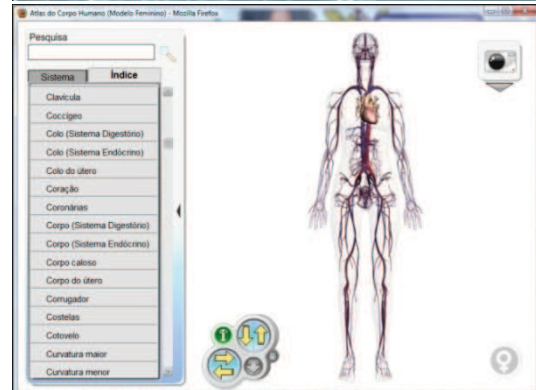 Atlas do Corpo Humano (Modelo Feminino) - Mozilla Firefox
Pesquisa
Sistema
Índice
Clavícula
Coccígeo
Colo (Sistema Digestório)
Colo (Sistema Endócrino)
Colo do útero
Coração
Coronárias
Corpo (Sistema Digestório)
Corpo (Sistema Endócrino)
Corpo caloso
Corpo do útero
Corrugador
Costelas
Cotovelo
Curvatura maior
Curvatura menor
i